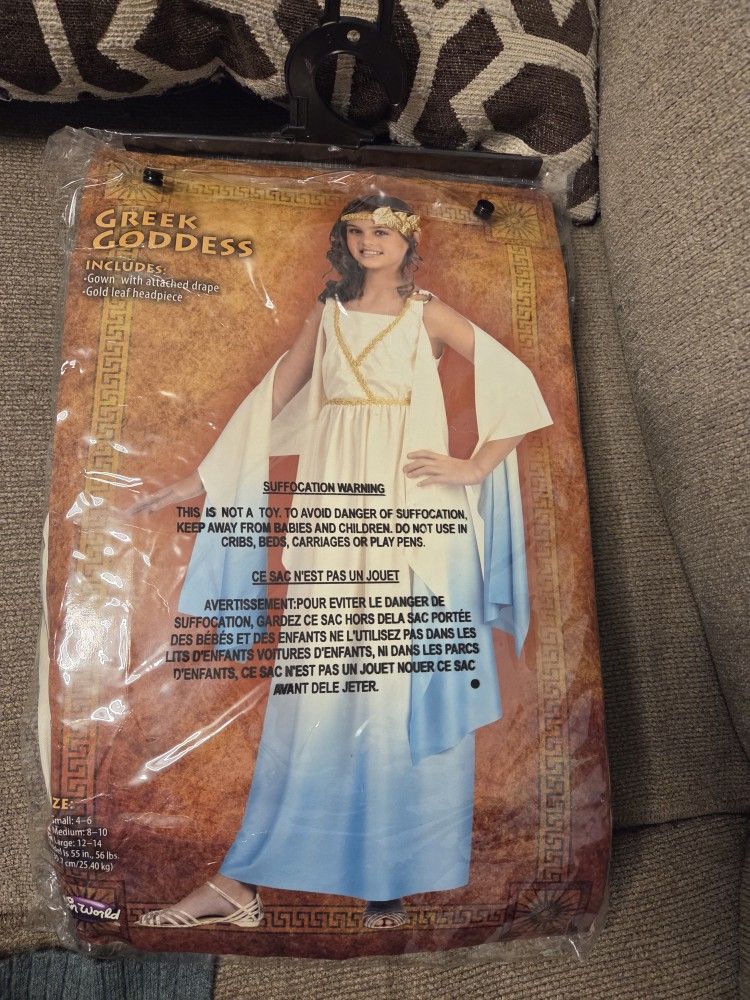 GREEK
GODDESS
INCLUDES:
•Gown with attached drape
•Gold leaf headpiece
SUFFOCATION WARNING
THIS IS NOT A TOY. TO AVOID DANGER OF SUFFOCATION,
KEEP AWAY FROM BABIES AND CHILDREN. DO NOT USE IN
CRIBS, BEDS, CARRIAGES OR PLAY PENS.
CE SAC N'EST PAS UN JOUET
AVERTISSEMENT:POUR EVITER LE DANGER DE
SUFFOCATION, GARDEZ CE SAC HORS DELA SAC PORTÉE
DES BÉBÉS ET DES ENFANTS NE L'UTILISEZ PAS DANS LES
LITS D'ENFANTS VOITURES D'ENFANTS, NI DANS LES PARCS
D'ENFANTS, CE SAC N'EST PAS UN JOUET NOUER CE SAC
AVANT DELE JETER.
ZE:
mall: 4–6
Medium: 8–10
arge: 12–14
is 55 in., 56 lbs.
cm/25.40 kg)
World